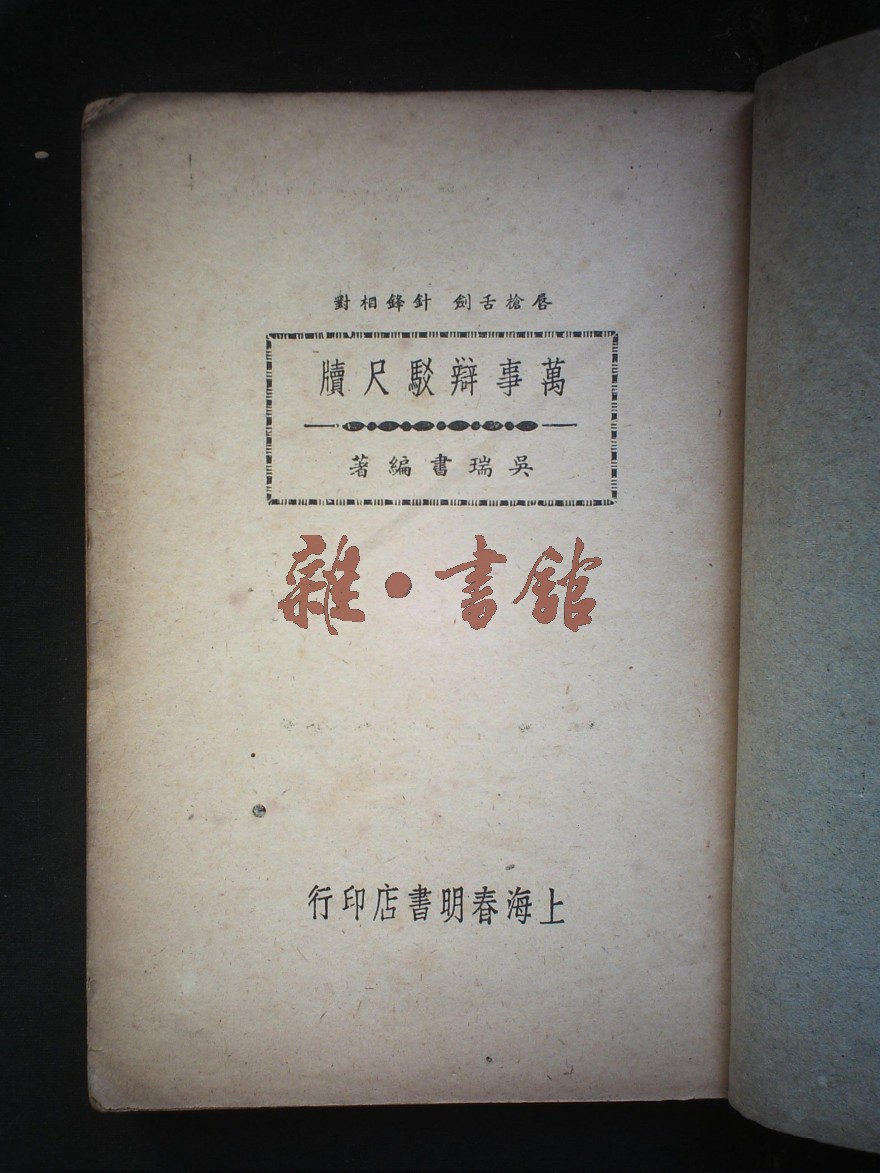 唇槍舌劍 針鋒相對
萬事辯駁尺牘
吳瑞書編著
雜·書館
上海春明書店印行